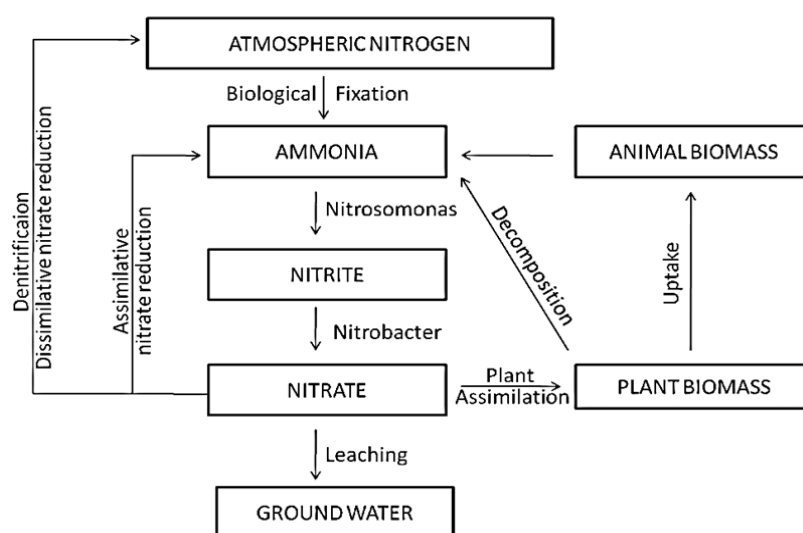 ATMOSPHERIC NITROGEN
Biological Fixation
AMMONIA
ANIMAL BIOMASS
Nitrosomonas
Decomposition
Uptake
NITRITE
Nitrobacter
NITRATE
Plant
Assimilation
PLANT BIOMASS
Leaching
GROUND WATER
Denitrificaion
Dissimilative nitrate reduction
Assimilative
nitrate reduction